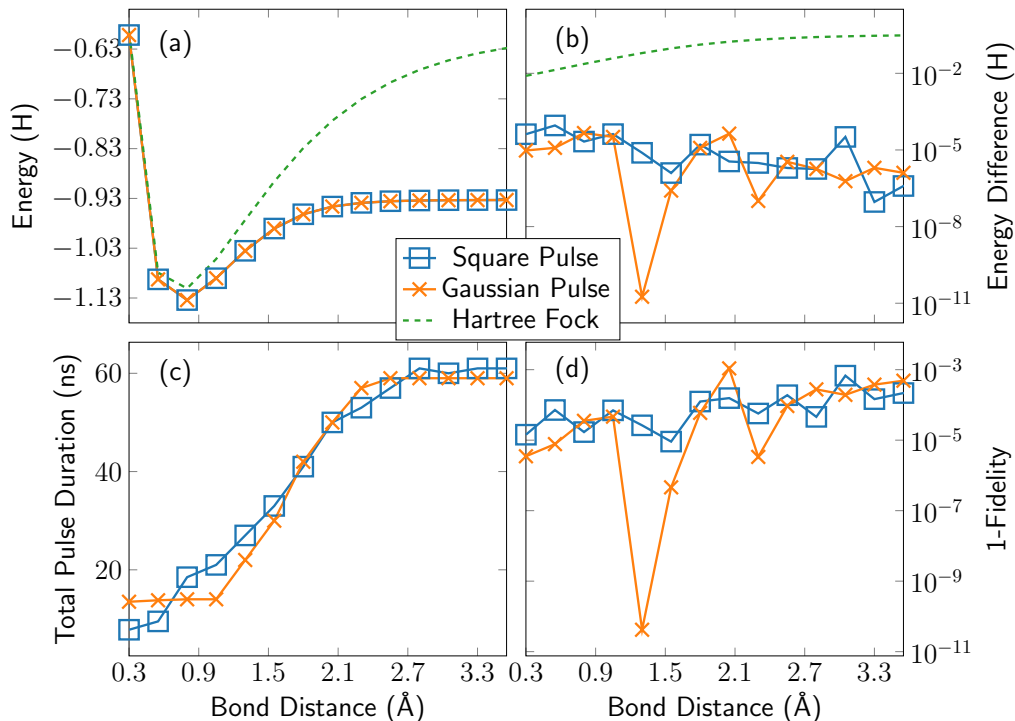 (a)
−0.63
−0.73
−0.83
−0.93
−1.03
−1.13
Energy (H)
(b)
10⁻²
10⁻⁵
10⁻⁸
10⁻¹¹
Energy Difference (H)
Square Pulse
Gaussian Pulse
Hartree Fock
(c)
60
40
20
Total Pulse Duration (ns)
0.3 0.9 1.5 2.1 2.7 3.3
Bond Distance (Å)
(d)
10⁻³
10⁻⁵
10⁻⁷
10⁻⁹
10⁻¹¹
1-Fidelity
0.3 0.9 1.5 2.1 2.7 3.3
Bond Distance (Å)